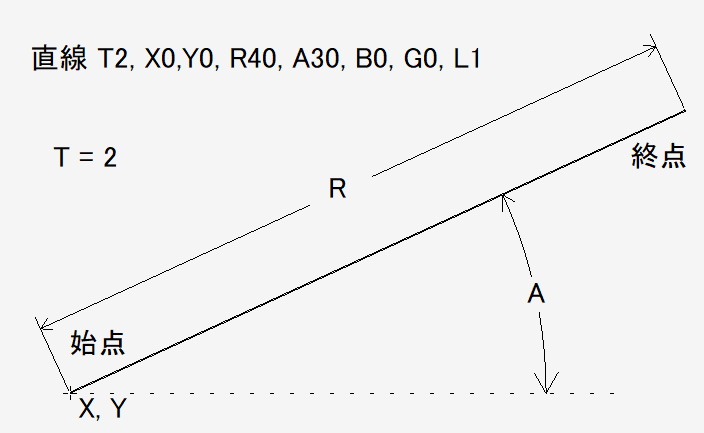 直線 T2, X0,Y0, R40, A30, B0, G0, L1
T = 2
終点
R
A
始点
X, Y